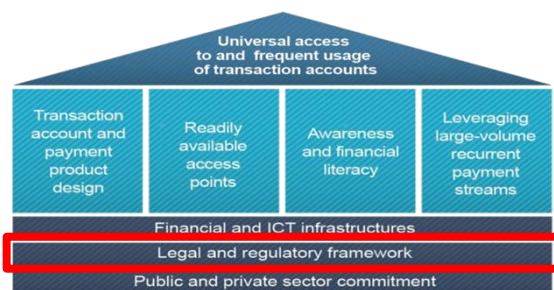 Universal access
to and frequent usage
of transaction accounts
Transaction
account and
payment
product
design
Readily
available
access
points
Awareness
and financial
literacy
Leveraging
large-volume
recurrent
payment
streams
Financial and ICT infrastructures
Legal and regulatory framework
Public and private sector commitment